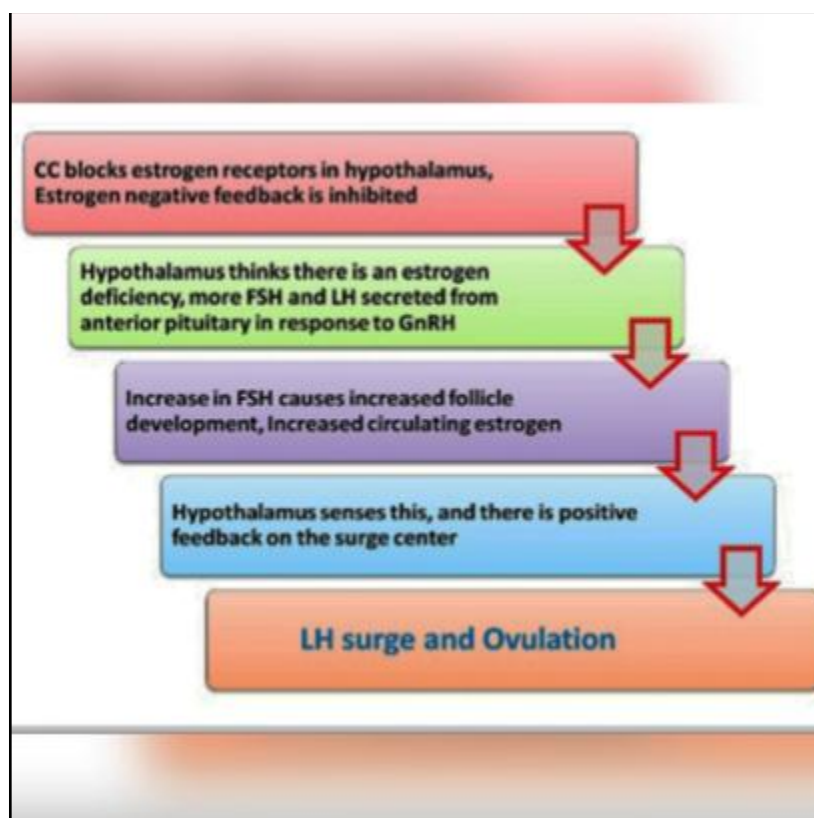 CC blocks estrogen receptors in hypothalamus,
Estrogen negative feedback is inhibited
Hypothalamus thinks there is an estrogen
deficiency, more FSH and LH secreted from
anterior pituitary in response to GnRH
Increase in FSH causes increased follicle
development, Increased circulating estrogen
Hypothalamus senses this, and there is positive
feedback on the surge center
LH surge and Ovulation